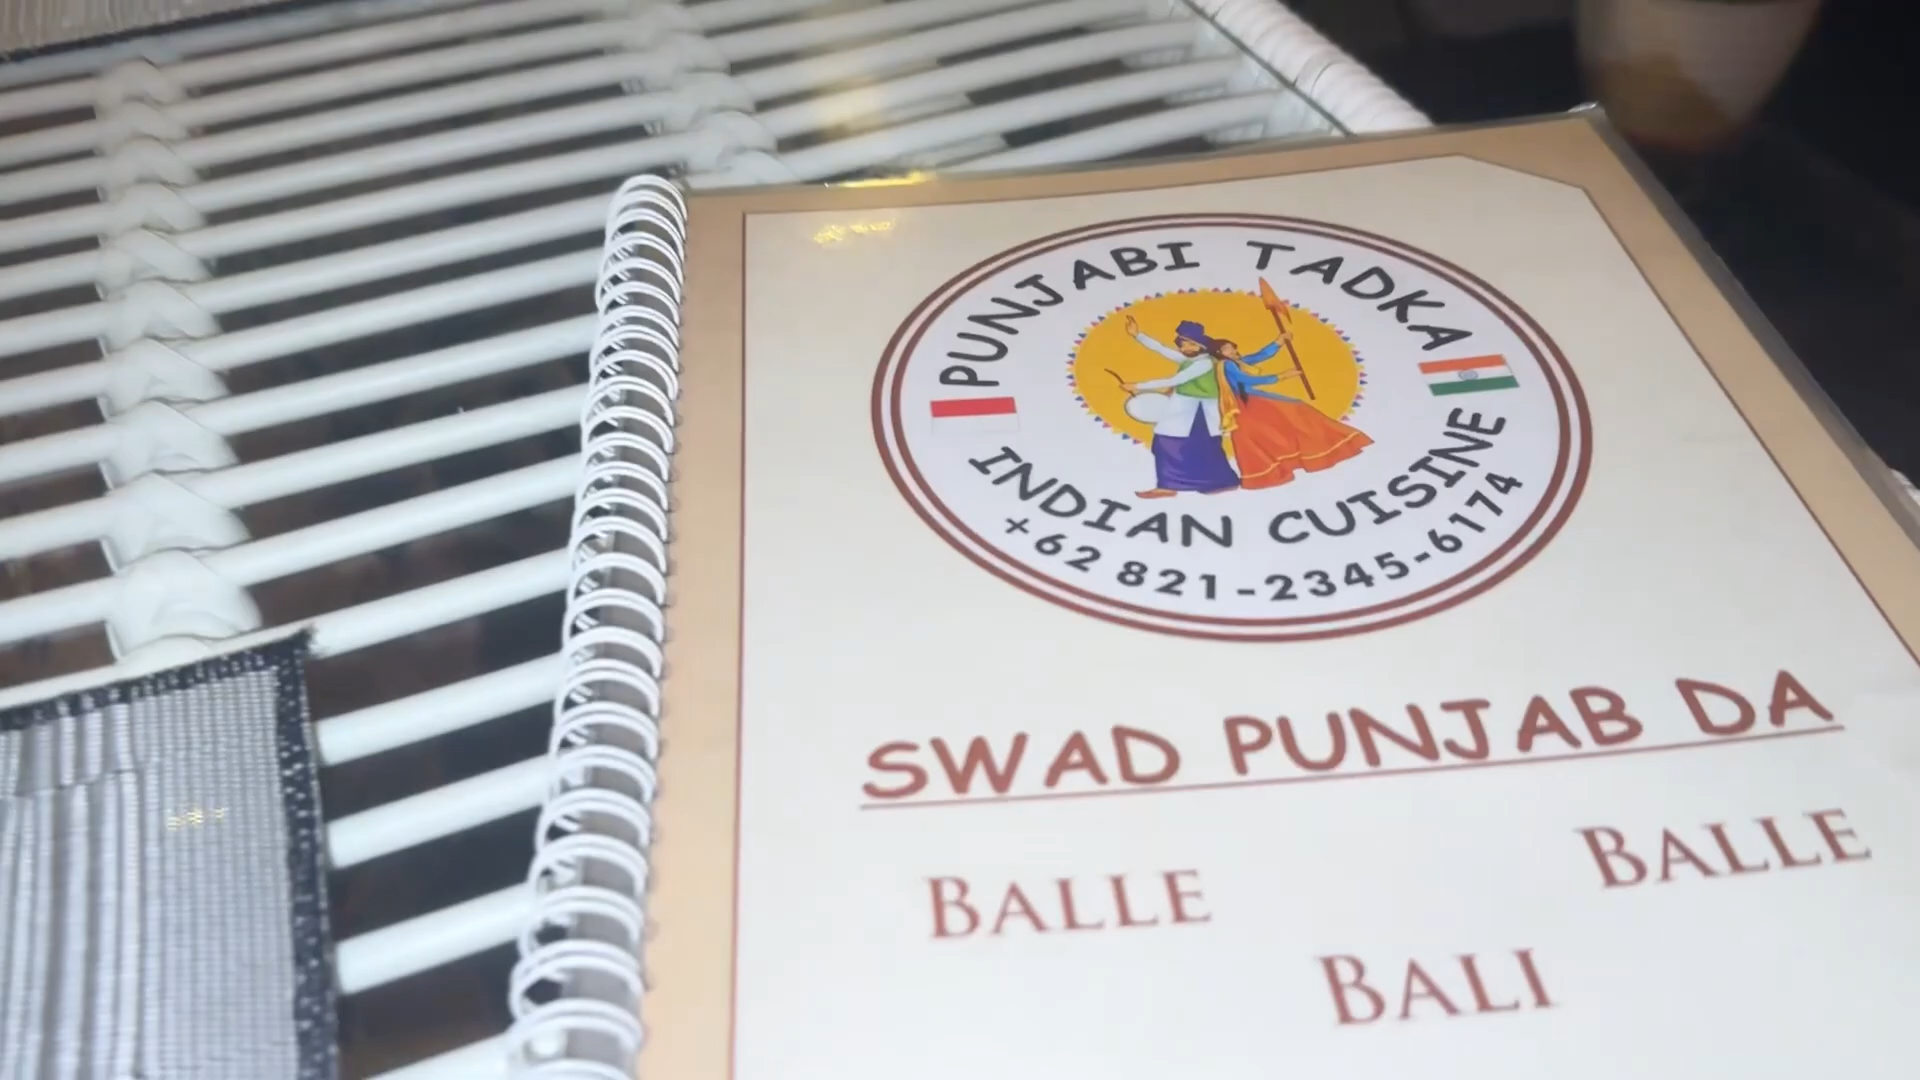 PUNJABI TADKA
INDIAN CUISINE
+62 821-2345-6174
SWAD PUNJAB DA
BALLE BALLE
BALI